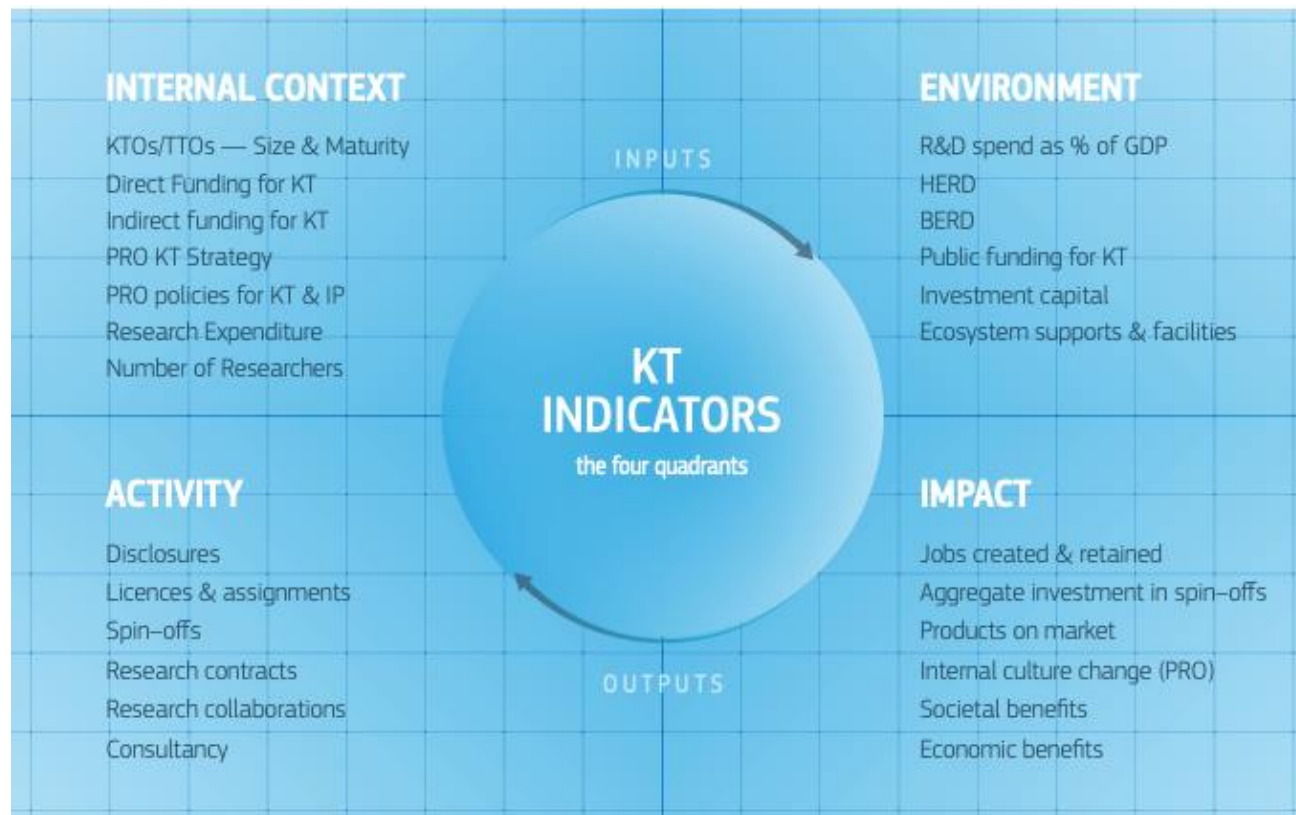 INTERNAL CONTEXT
KTOs/TTOs — Size & Maturity
Direct Funding for KT
Indirect funding for KT
PRO KT Strategy
PRO policies for KT & IP
Research Expenditure
Number of Researchers
INPUTS
ENVIRONMENT
R&D spend as % of GDP
HERD
BERD
Public funding for KT
Investment capital
Ecosystem supports & facilities
KT
INDICATORS
the four quadrants
ACTIVITY
Disclosures
Licences & assignments
Spin–offs
Research contracts
Research collaborations
Consultancy
OUTPUTS
IMPACT
Jobs created & retained
Aggregate investment in spin–offs
Products on market
Internal culture change (PRO)
Societal benefits
Economic benefits